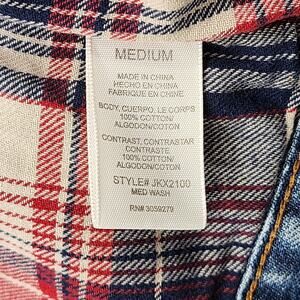 MEDIUM
MADE IN CHINA
HECHO EN CHINA
FABRIQUE EN CHINE
BODY, CUERPO, LE CORPS
100% COTTON/
ALGODON/COTON
CONTRAST, CONTRASTAR
CONTRASTE
100% COTTON/
ALGODON/COTON
STYLE# JKX2100
MED WASH
RN# 3059279